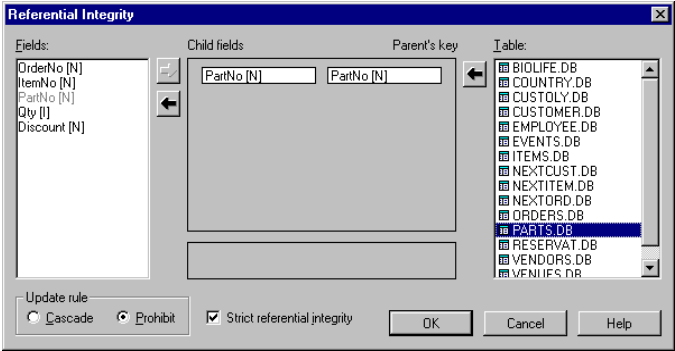 Referential Integrity
Fields:
Child fields
Parent's key
Table:
OrderNo [N]
ItemNo [N]
PartNo [N]
Qty [I]
Discount [N]
PartNo [N]
PartNo [N]
BIOLIFE.DB
COUNTRY.DB
CUSTOLY.DB
CUSTOMER.DB
EMPLOYEE.DB
EVENTS.DB
ITEMS.DB
NEXTCUST.DB
NEXTITEM.DB
NEXTORD.DB
ORDERS.DB
PARTS.DB
RESERVAT.DB
VENDORS.DB
VENUES.DB
Update rule
Cascade
Prohibit
Strict referential integrity
OK
Cancel
Help